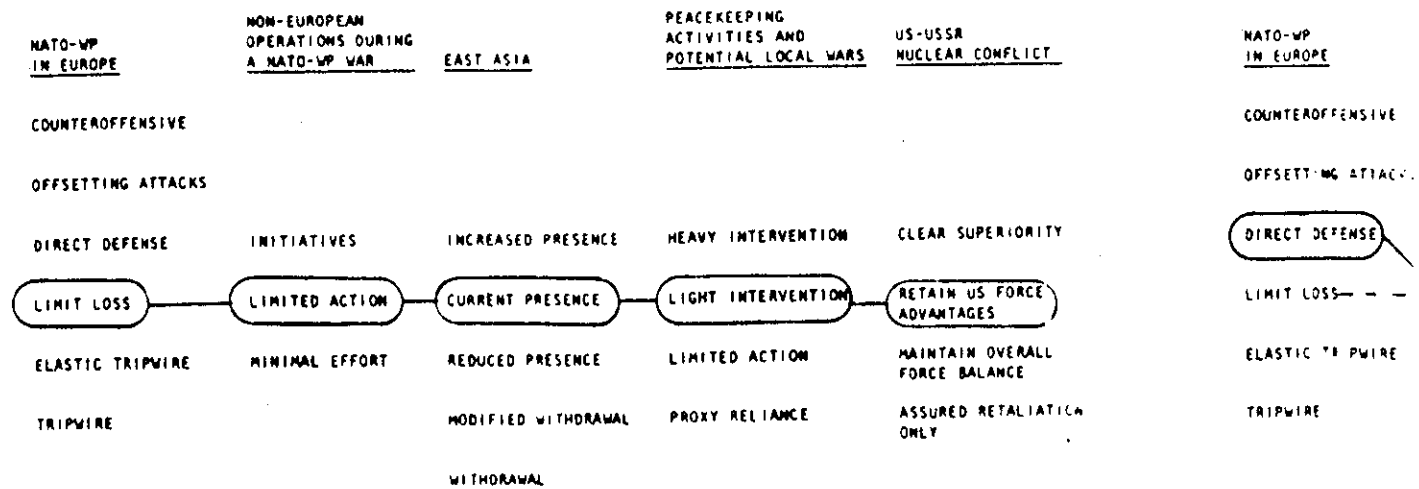 NATO-WP
IN EUROPE
COUNTEROFFENSIVE
OFFSETTING ATTACKS
DIRECT DEFENSE
LIMIT LOSS
ELASTIC TRIPWIRE
TRIPWIRE
NON-EUROPEAN
OPERATIONS DURING
A NATO-WP WAR
INITIATIVES
LIMITED ACTION
MINIMAL EFFORT
EAST ASIA
INCREASED PRESENCE
CURRENT PRESENCE
REDUCED PRESENCE
MODIFIED WITHDRAWAL
WITHDRAWAL
PEACEKEEPING
ACTIVITIES AND
POTENTIAL LOCAL WARS
HEAVY INTERVENTION
LIGHT INTERVENTION
LIMITED ACTION
PROXY RELIANCE
US-USSR
NUCLEAR CONFLICT
CLEAR SUPERIORITY
RETAIN US FORCE
ADVANTAGES
MAINTAIN OVERALL
FORCE BALANCE
ASSURED RETALIATION
ONLY
NATO-WP
IN EUROPE
COUNTEROFFENSIVE
OFFSETTING ATTACKS
DIRECT DEFENSE
LIMIT LOSS
ELASTIC TRIPWIRE
TRIPWIRE